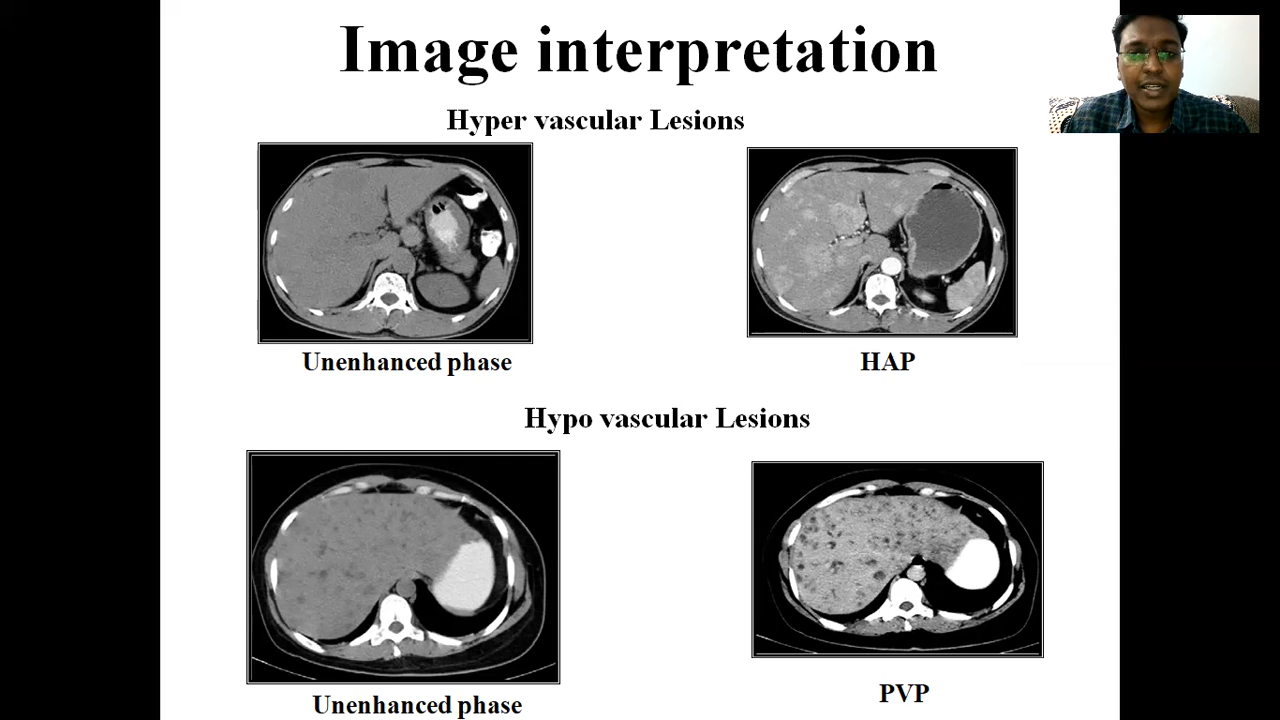 Image interpretation
Hyper vascular Lesions
Unenhanced phase
HAP
Hypo vascular Lesions
Unenhanced phase
PVP